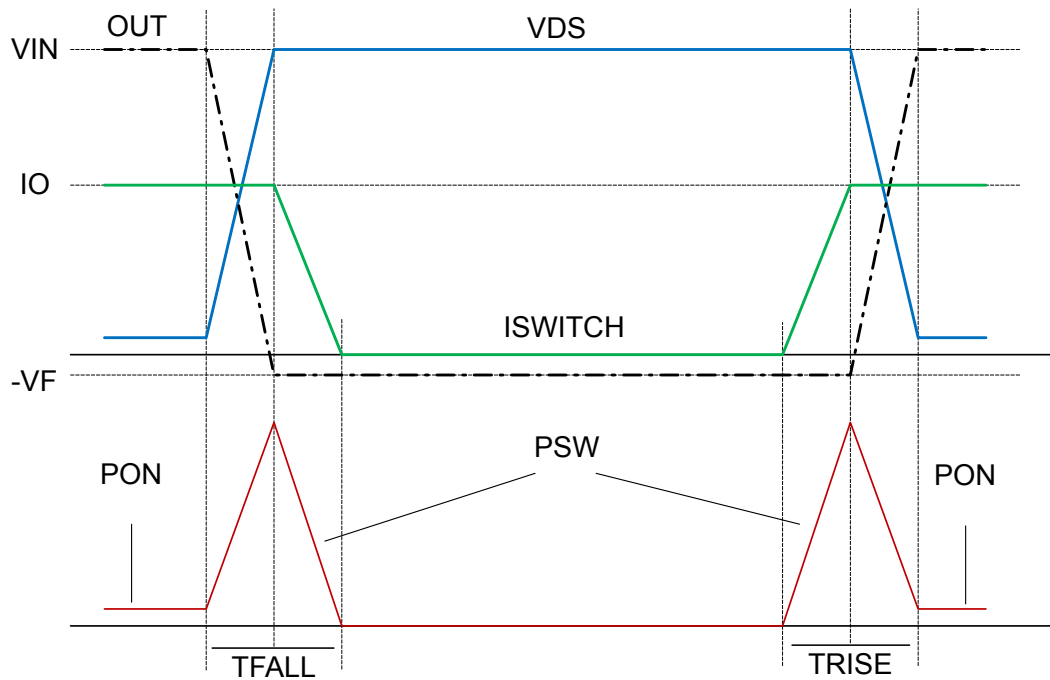 OUT
VDS
VIN
IO
ISWITCH
-VF
PSW
PON
PON
TFALL
TRISE